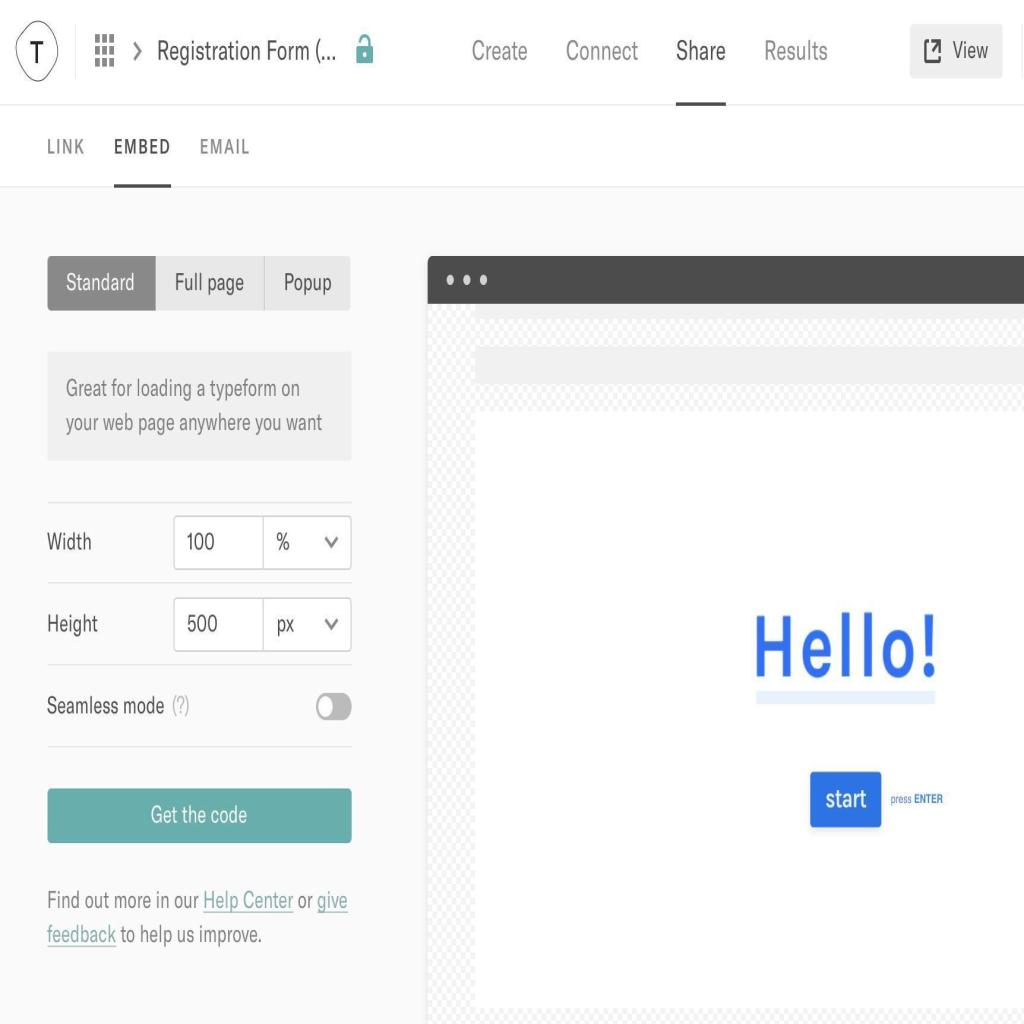 T
Registration Form (...
Create
Connect
Share
Results
View
LINK
EMBED
EMAIL
Standard
Full page
Popup
Great for loading a typeform on
your web page anywhere you want
Width
100
%
Height
500
px
Seamless mode (?)
Get the code
Find out more in our Help Center or give
feedback to help us improve.
Hello!
start
press ENTER